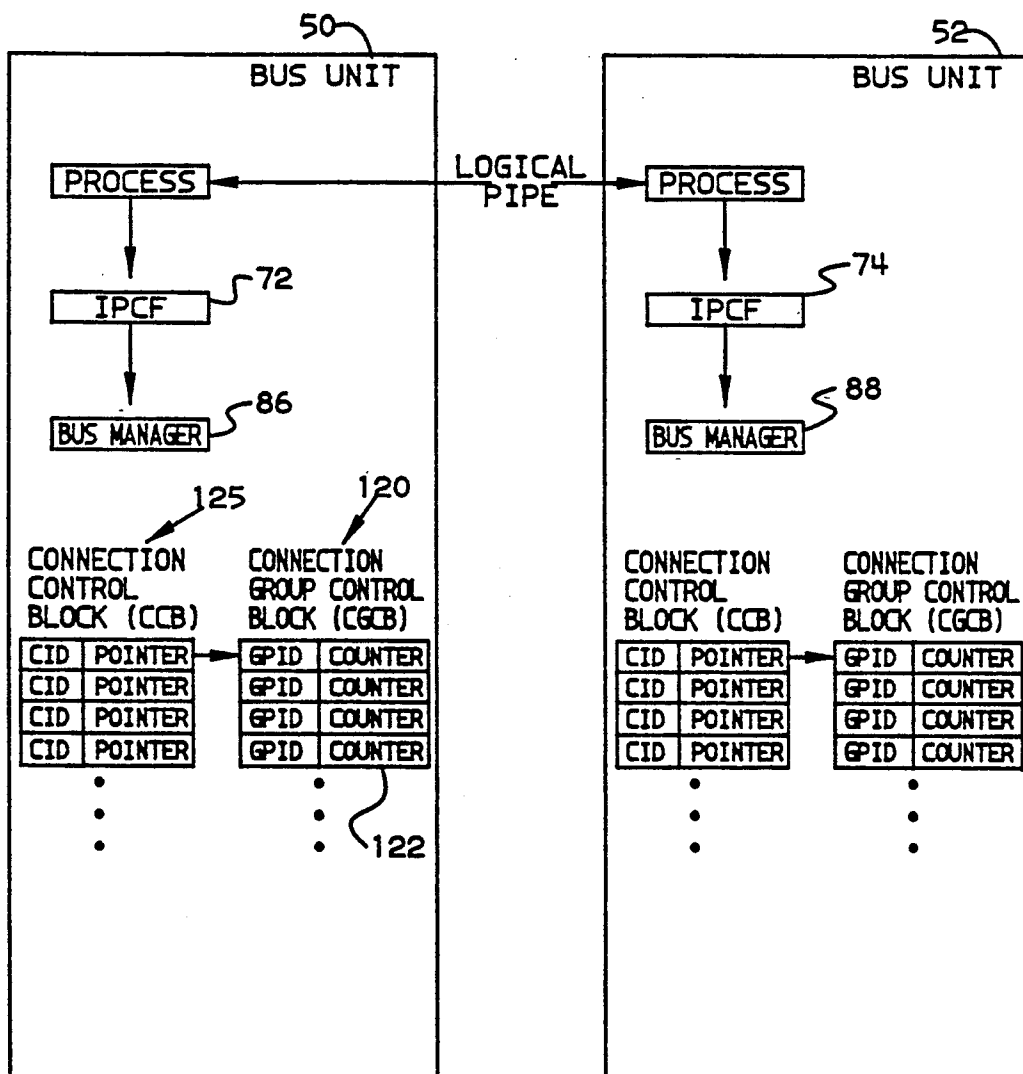 50
BUS UNIT
PROCESS
IPCF
72
BUS MANAGER
86
125
120
CONNECTION
CONTROL
BLOCK (CCB)
CID POINTER
CID POINTER
CID POINTER
CID POINTER
CONNECTION
GROUP CONTROL
BLOCK (CGCB)
GPID COUNTER
GPID COUNTER
GPID COUNTER
GPID COUNTER
122
LOGICAL
PIPE
52
BUS UNIT
PROCESS
IPCF
74
BUS MANAGER
88
CONNECTION
CONTROL
BLOCK (CCB)
CID POINTER
CID POINTER
CID POINTER
CID POINTER
CONNECTION
GROUP CONTROL
BLOCK (CGCB)
GPID COUNTER
GPID COUNTER
GPID COUNTER
GPID COUNTER